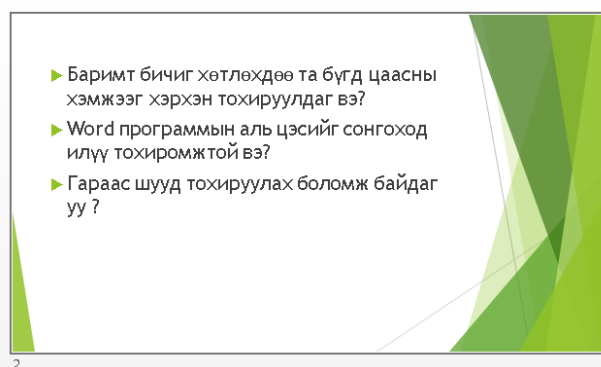 Баримт бичиг хөтлөхдөө та бүгд цаасны
хэмжээг хэрхэн тохируулдаг вэ?
Word программын аль цэсийг сонгоход
илүү тохиромжтой вэ?
Гараас шууд тохируулах боломж байдаг
уу ?
2